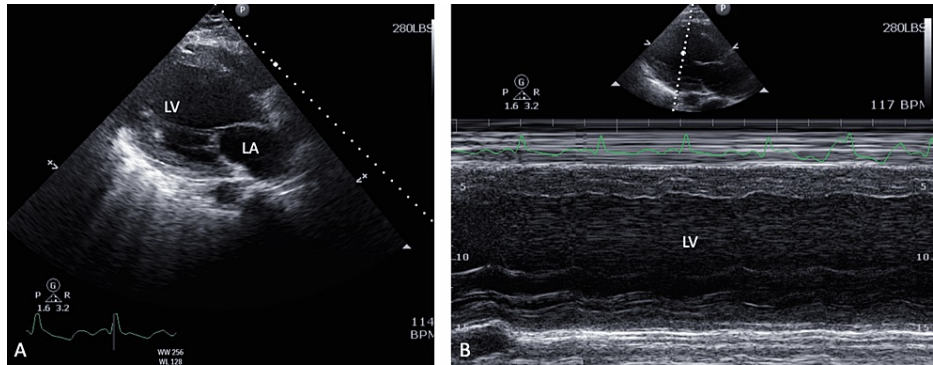 P
280LBS
LV
LA
G
P R
1.6 3.2
114
BPM
WW 256
WL 128
A
P
280LBS
G
P R
1.6 3.2
117 BPM
5 5
LV
10 10
15 15
B